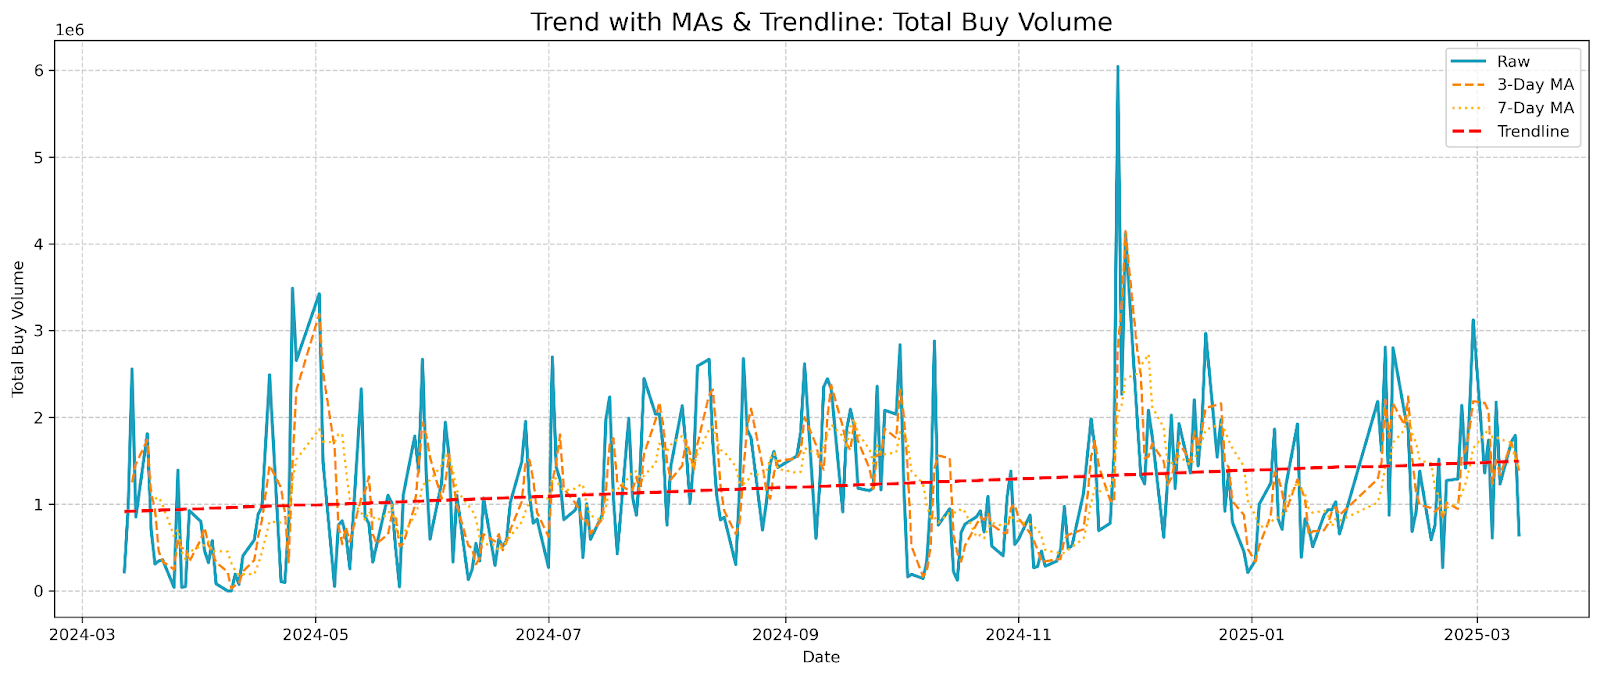 Trend with MAs & Trendline: Total Buy Volume
1e6
6
5
4
3
2
1
0
Total Buy Volume
Raw
3-Day MA
7-Day MA
Trendline
2024-03
2024-05
2024-07
2024-09
2024-11
2025-01
2025-03
Date